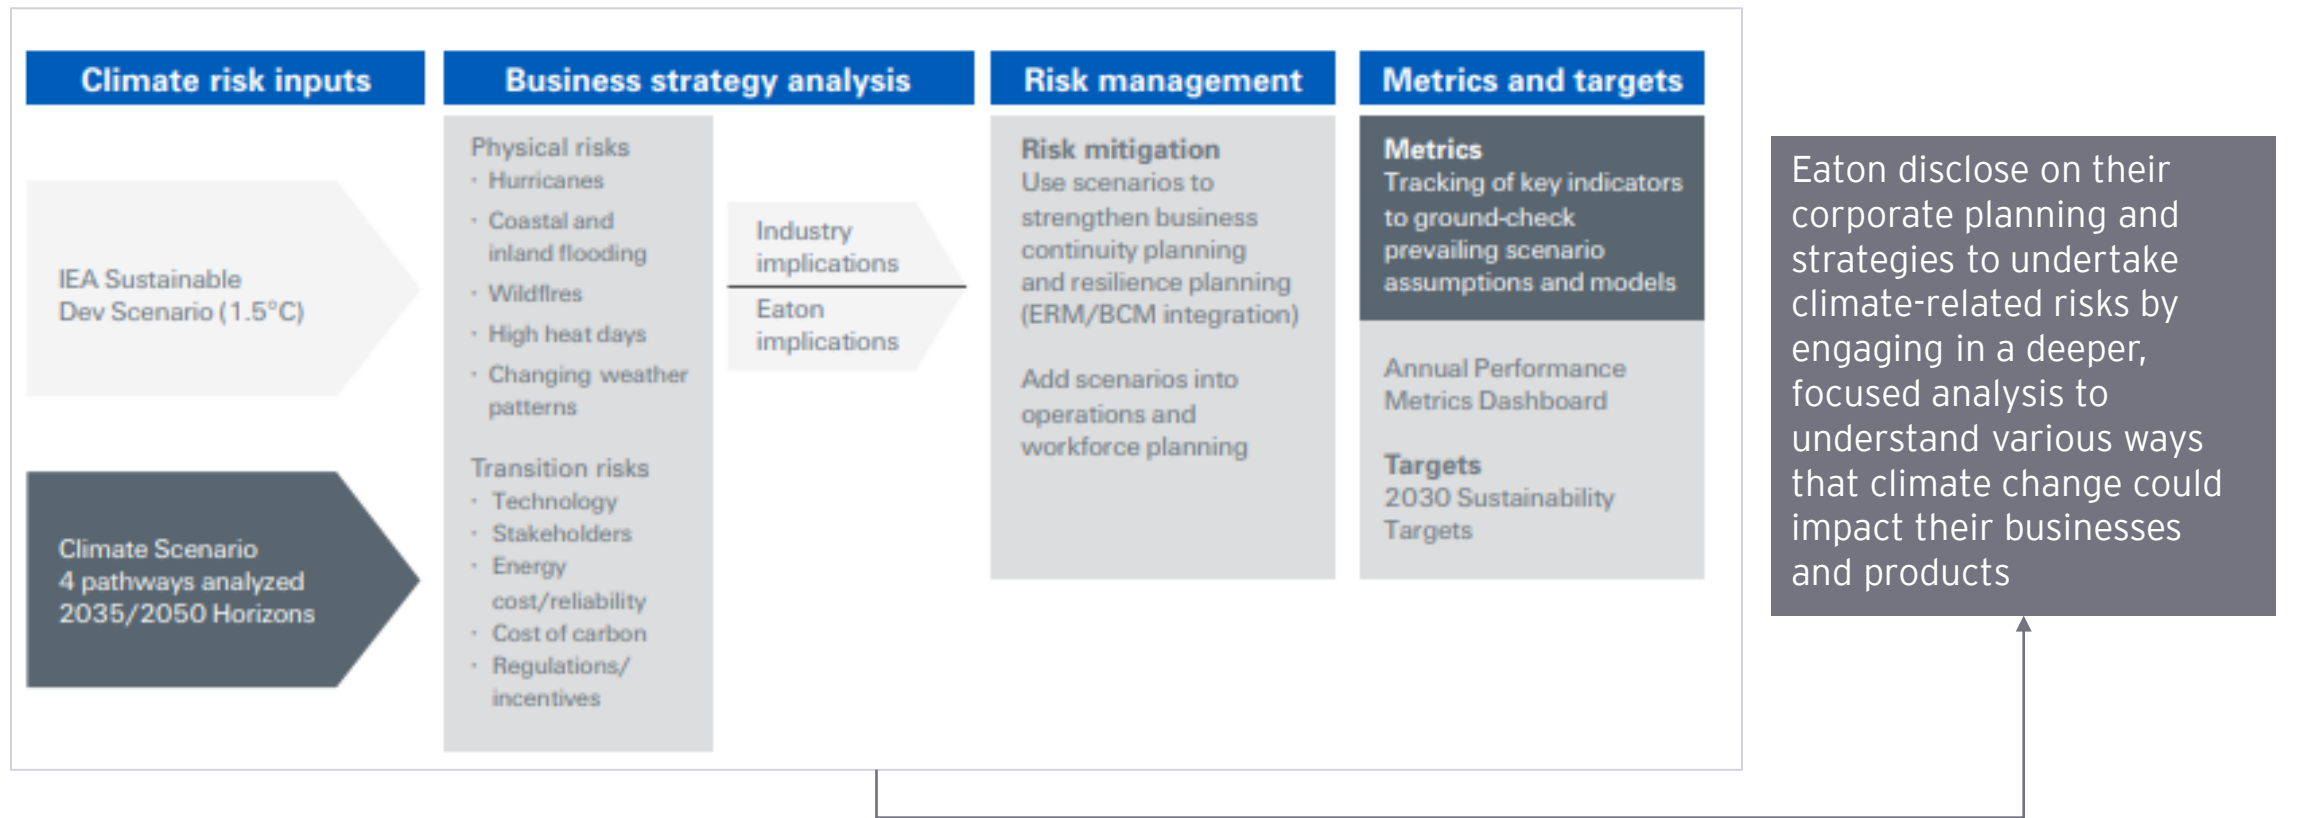 Climate risk inputs
IEA Sustainable
Dev Scenario (1.5°C)
Climate Scenario
4 pathways analyzed
2035/2050 Horizons
Business strategy analysis
Physical risks
· Hurricanes
· Coastal and
inland flooding
· Wildfires
· High heat days
· Changing weather
patterns
Transition risks
· Technology
· Stakeholders
· Energy
cost/reliability
· Cost of carbon
· Regulations/
incentives
Industry
implications
Eaton
implications
Risk management
Risk mitigation
Use scenarios to
strengthen business
continuity planning
and resilience planning
(ERM/BCM integration)
Add scenarios into
operations and
workforce planning
Metrics and targets
Metrics
Tracking of key indicators
to ground-check
prevailing scenario
assumptions and models
Annual Performance
Metrics Dashboard
Targets
2030 Sustainability
Targets
Eaton disclose on their
corporate planning and
strategies to undertake
climate-related risks by
engaging in a deeper,
focused analysis to
understand various ways
that climate change could
impact their businesses
and products